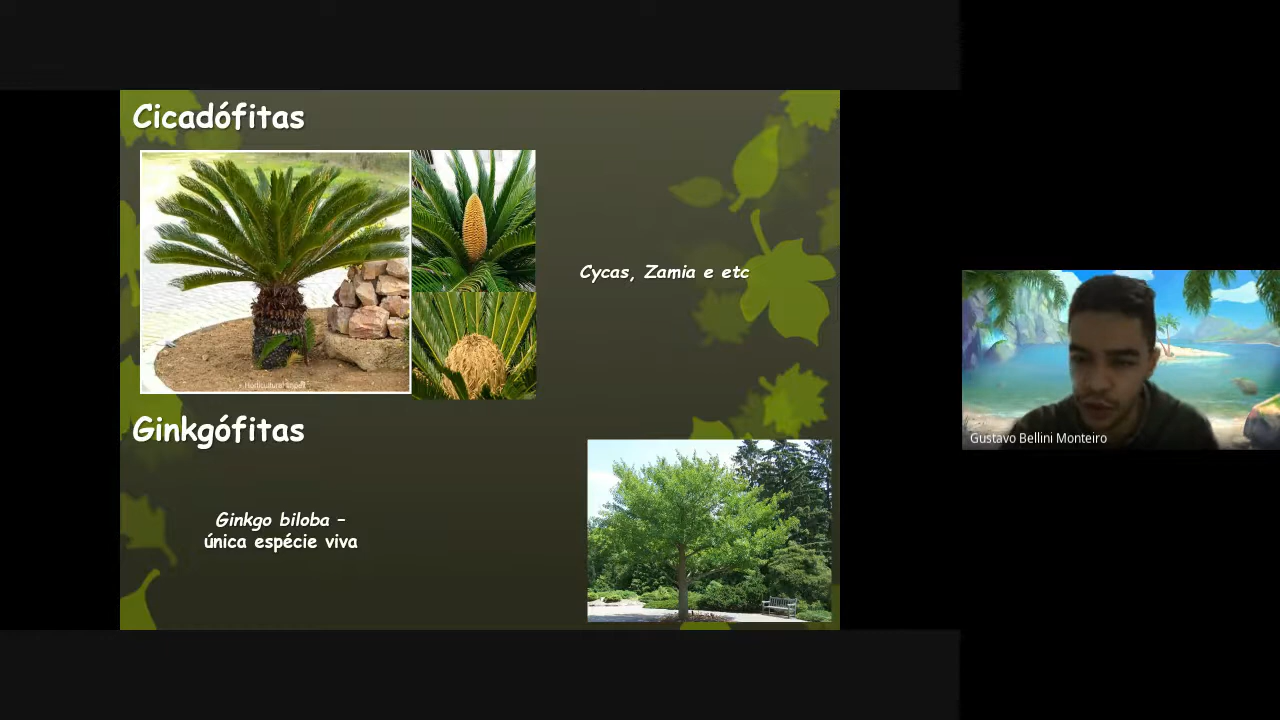 Cicadófitas
Cycas, Zamia e etc
Ginkgófitas
Ginkgo biloba –
única espécie viva
Gustavo Bellini Monteiro